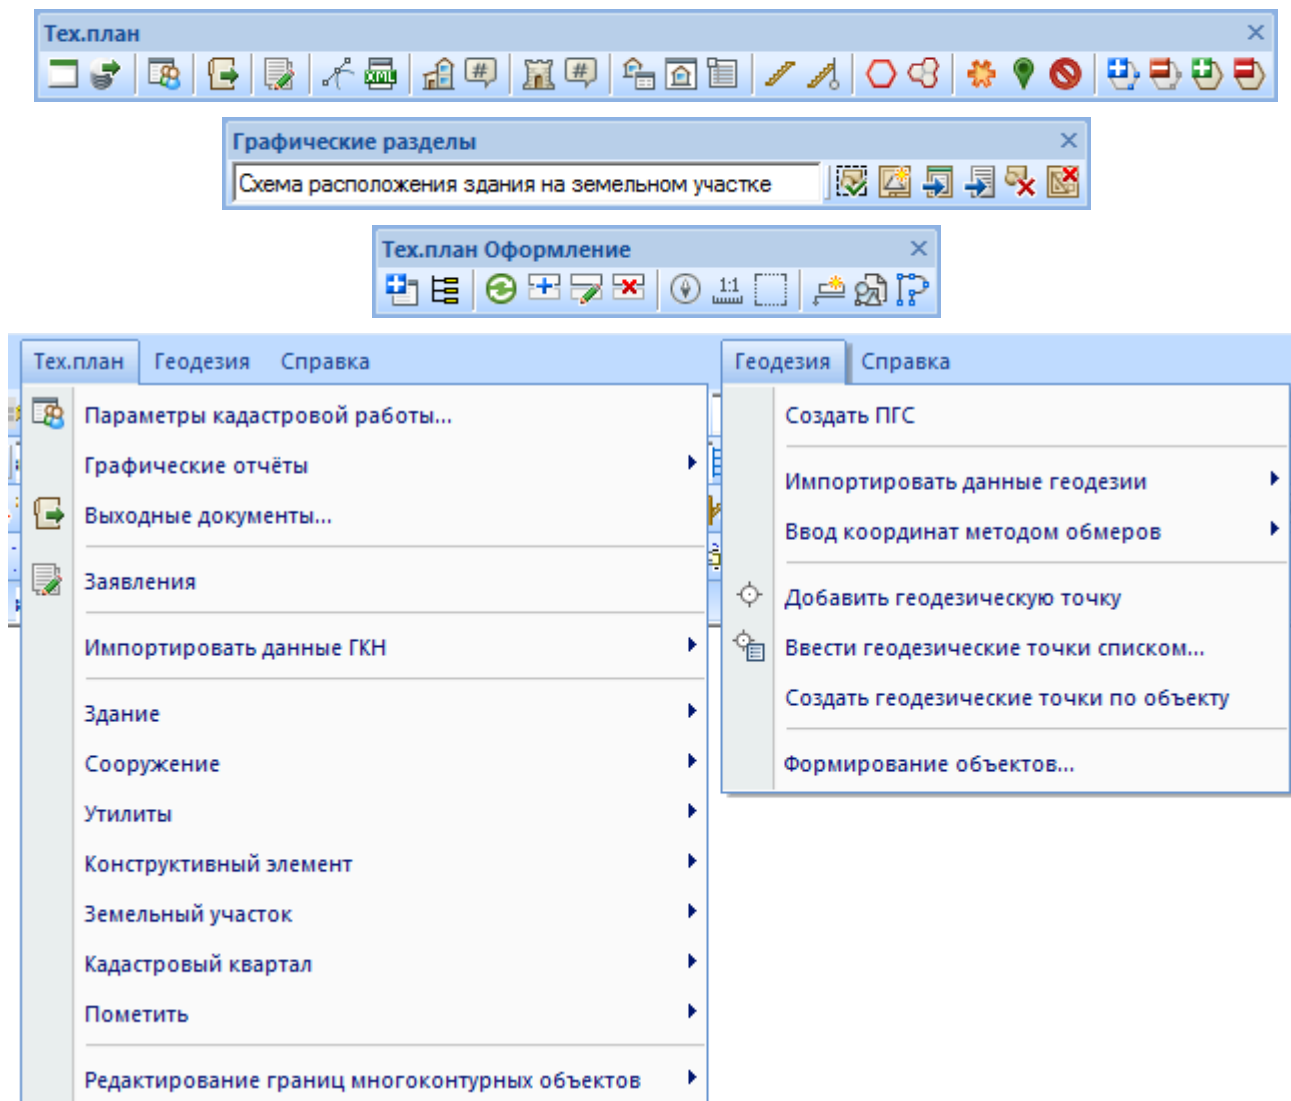 Тех.план
XML
#
#
Графические разделы
Схема расположения здания на земельном участке
Тех.план Оформление
1:1
Тех.план Геодезия Справка
Параметры кадастровой работы...
Графические отчёты
Выходные документы...
Заявления
Импортировать данные ГКН
Здание
Сооружение
Утилиты
Конструктивный элемент
Земельный участок
Кадастровый квартал
Пометить
Редактирование границ многоконтурных объектов
Геодезия Справка
Создать ПГС
Импортировать данные геодезии
Ввод координат методом обмеров
Добавить геодезическую точку
Ввести геодезические точки списком...
Создать геодезические точки по объекту
Формирование объектов...